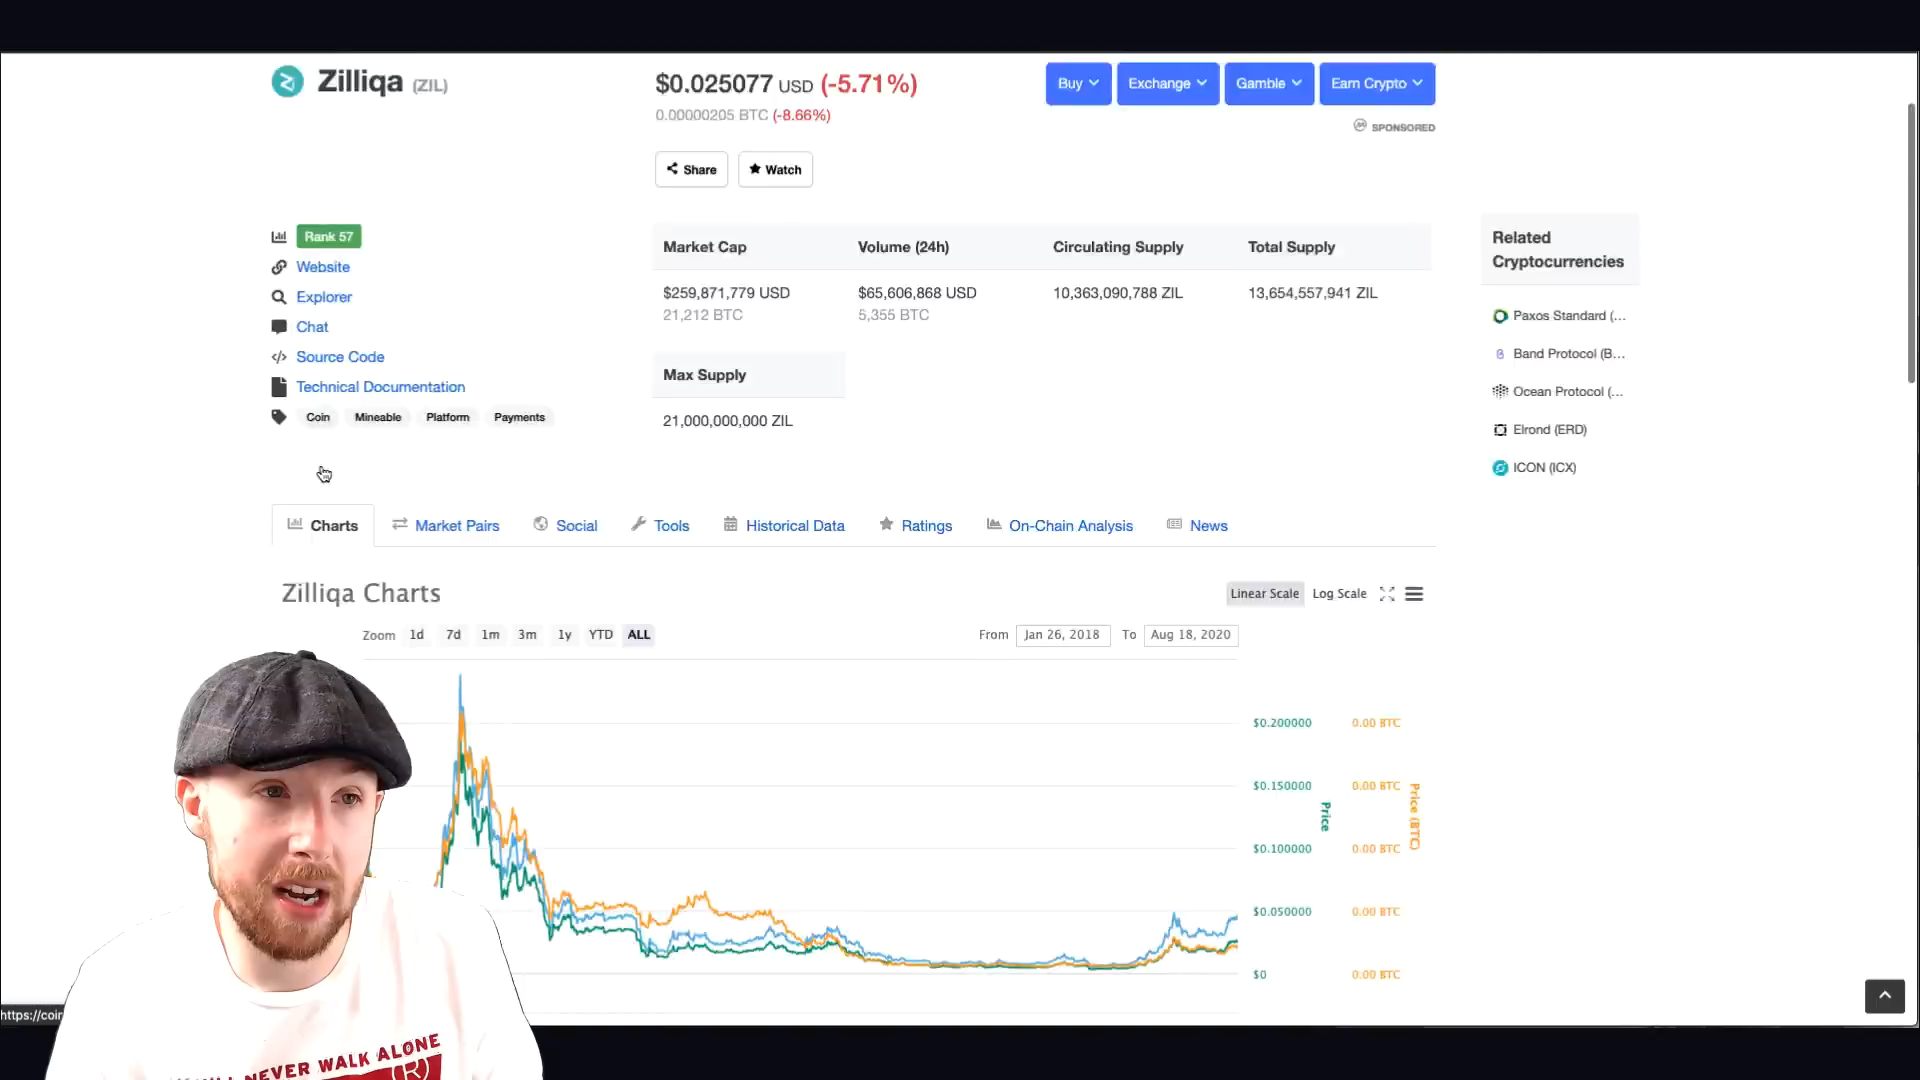 Zilliqa (ZIL)
$0.025077 USD (-5.71%)
0.00000205 BTC (-8.66%)
Buy
Exchange
Gamble
Earn Crypto
SPONSORED
Share
Watch
Rank 57
Website
Explorer
Chat
Source Code
Technical Documentation
Coin Mineable Platform Payments
Market Cap Volume (24h) Circulating Supply Total Supply
$259,871,779 USD $65,606,868 USD 10,363,090,788 ZIL 13,654,557,941 ZIL
21,212 BTC 5,355 BTC
Max Supply
21,000,000,000 ZIL
Related
Cryptocurrencies
Paxos Standard (...
Band Protocol (B...
Ocean Protocol (...
Elrond (ERD)
ICON (ICX)
Charts Market Pairs Social Tools Historical Data Ratings On-Chain Analysis News
Zilliqa Charts
Linear Scale Log Scale
Zoom 1d 7d 1m 3m 1y YTD ALL
From Jan 26, 2018 To Aug 18, 2020
$0.200000 0.00 BTC
$0.150000 0.00 BTC
$0.100000 0.00 BTC
$0.050000 0.00 BTC
$0 0.00 BTC
Price
Price (BTC)
https://coin
NEVER WALK ALONE
R